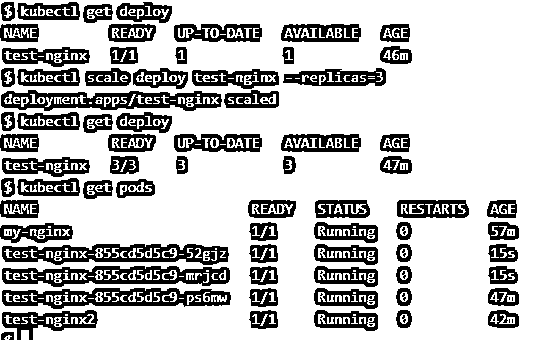 $ kubectl get deploy
NAME READY UP-TO-DATE AVAILABLE AGE
test-nginx 1/1 1 1 46m
$ kubectl scale deploy test-nginx --replicas=3
deployment.apps/test-nginx scaled
$ kubectl get deploy
NAME READY UP-TO-DATE AVAILABLE AGE
test-nginx 3/3 3 3 47m
$ kubectl get pods
NAME READY STATUS RESTARTS AGE
my-nginx 1/1 Running 0 57m
test-nginx-855cd5d5c9-52gjz 1/1 Running 0 15s
test-nginx-855cd5d5c9-mrjcd 1/1 Running 0 15s
test-nginx-855cd5d5c9-ps6mw 1/1 Running 0 47m
test-nginx2 1/1 Running 0 42m
$